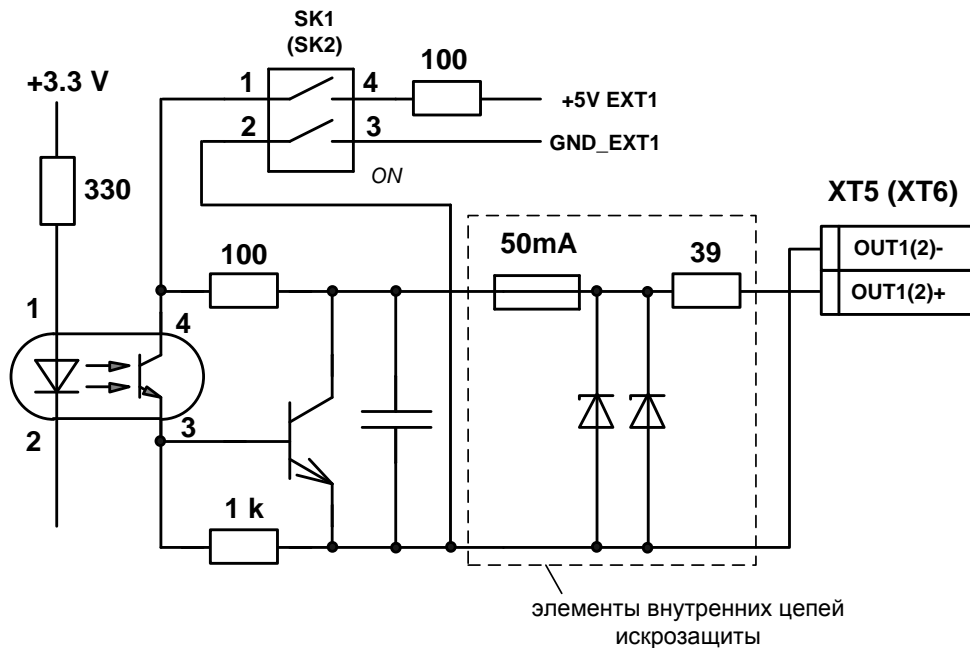 SK1
(SK2)
+3.3 V
1
4
100
+5V EXT1
2
3
GND_EXT1
ON
330
XT5 (XT6)
100
50mA
39
OUT1(2)-
OUT1(2)+
1
4
2
3
1 k
элементы внутренних цепей
искрозащиты